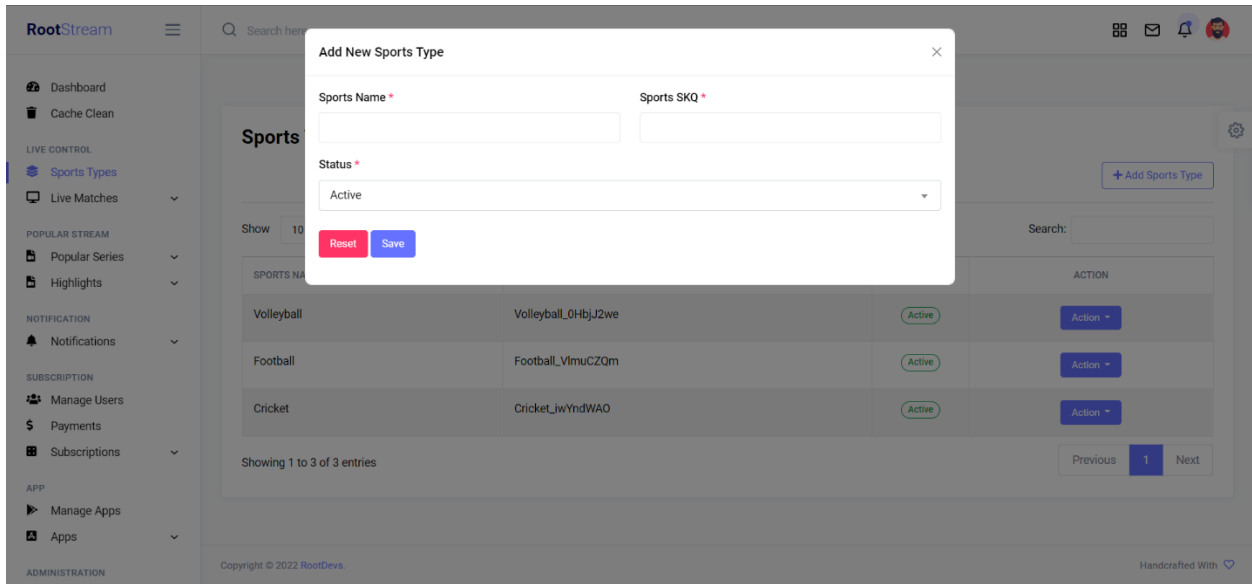 RootStream
Search here
Add New Sports Type
Sports Name *
Sports SKQ *
Status *
Active
Reset
Save
Dashboard
Cache Clean
LIVE CONTROL
Sports Types
Live Matches
POPULAR STREAM
Popular Series
Highlights
NOTIFICATION
Notifications
SUBSCRIPTION
Manage Users
Payments
Subscriptions
APP
Manage Apps
Apps
ADMINISTRATION
Sports
+ Add Sports Type
Show 10
Search:
SPORTS NA
ACTION
Volleyball Volleyball_0HbjJ2we Active Action
Football Football_VlmuCZQm Active Action
Cricket Cricket_iwYndWAO Active Action
Showing 1 to 3 of 3 entries
Previous 1 Next
Copyright © 2022 RootDevs.
Handcrafted With